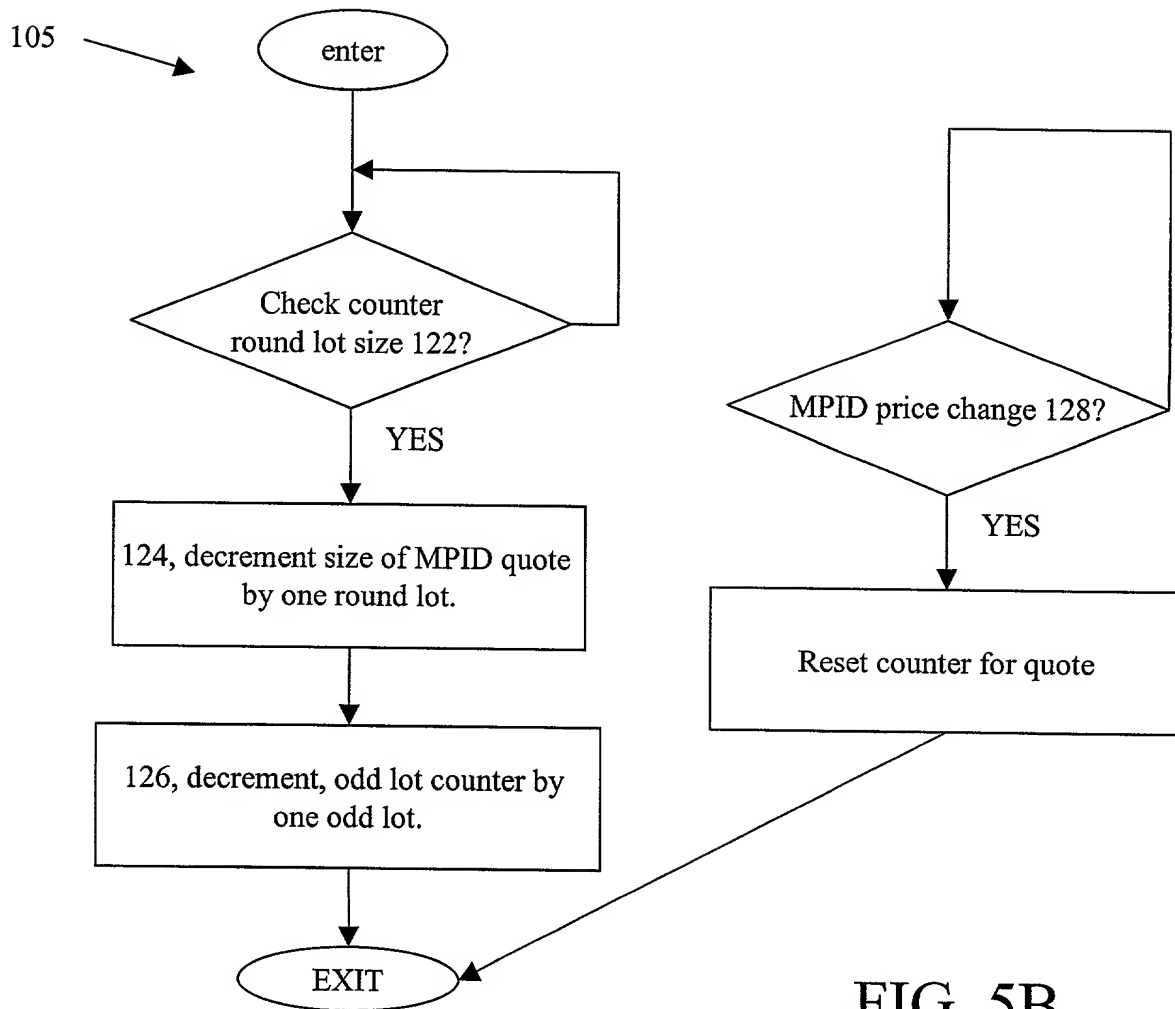 105
enter
Check counter
round lot size 122?
YES
124, decrement size of MPID quote
by one round lot.
126, decrement, odd lot counter by
one odd lot.
EXIT
MPID price change 128?
YES
Reset counter for quote
FIG. 5B